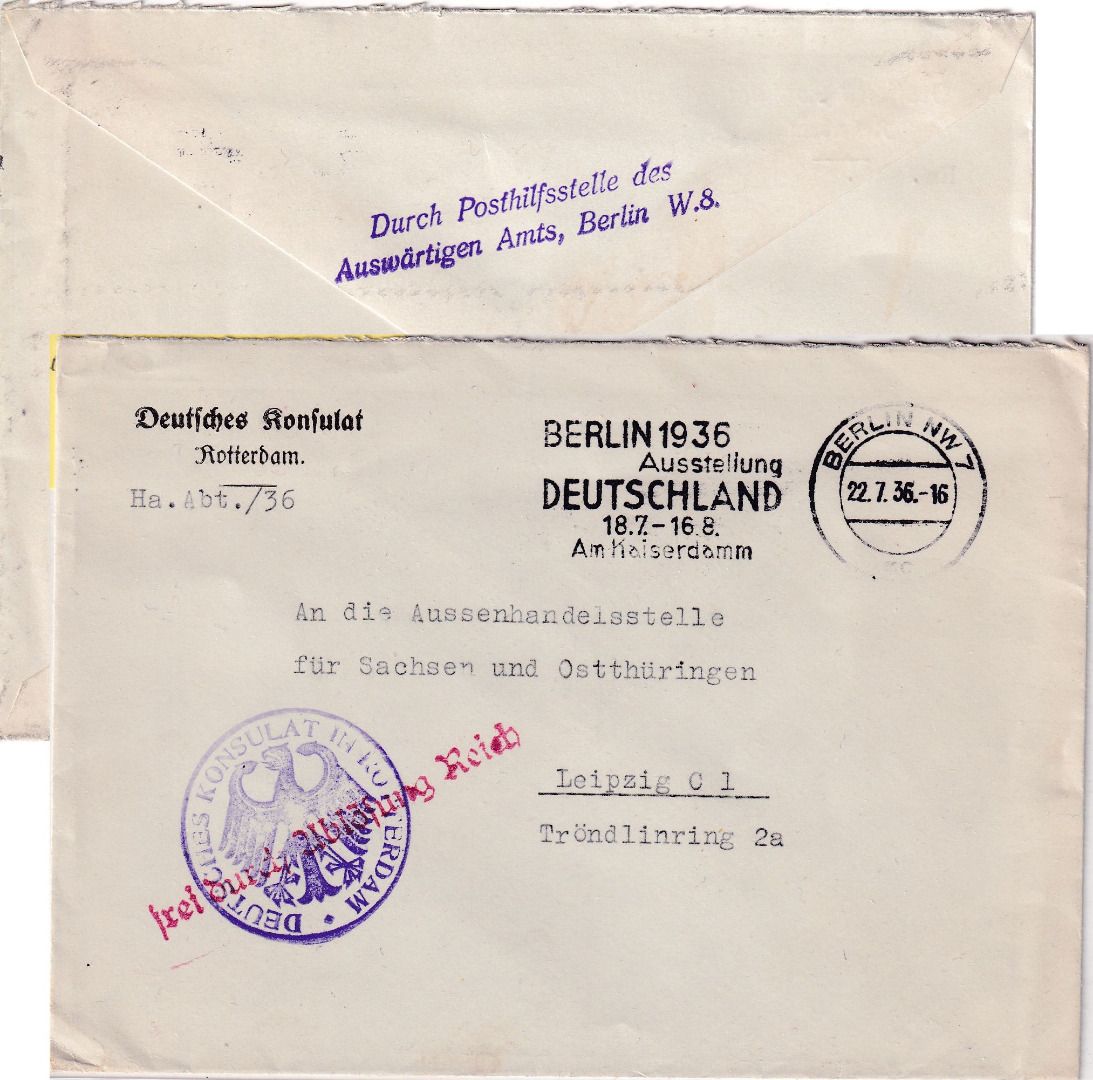 Durch Posthilfsstelle des
Auswärtigen Amts, Berlin W.8.
Deutsches Konsulat
Rotterdam.
Ha.Abt./36
BERLIN 1936
Ausstellung
DEUTSCHLAND
18.7.-16.8.
Am Kaiserdamm
BERLIN NW 7
22.7.36.-16
An die Aussenhandelsstelle
für Sachsen und Ostthüringen
Leipzig C 1
Tröndlinring 2a
DEUTSCHES KONSULAT IN ROTTERDAM
frei durch Ablösung Reich